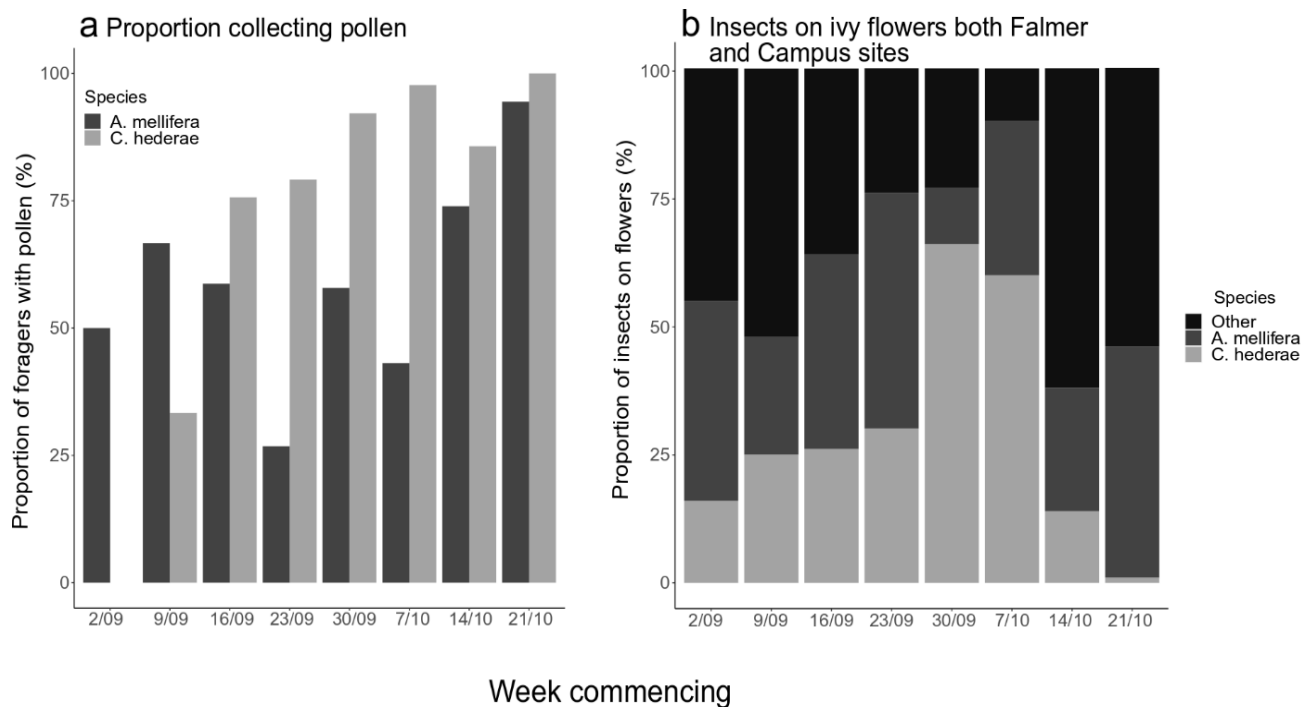 a Proportion collecting pollen
Proportion of foragers with pollen (%)
100
75
50
25
0
Species
A. mellifera
C. hederae
2/09 9/09 16/09 23/09 30/09 7/10 14/10 21/10
b Insects on ivy flowers both Falmer
and Campus sites
Proportion of insects on flowers (%)
100
75
50
25
0
2/09 9/09 16/09 23/09 30/09 7/10 14/10 21/10
Species
Other
A. mellifera
C. hederae
Week commencing